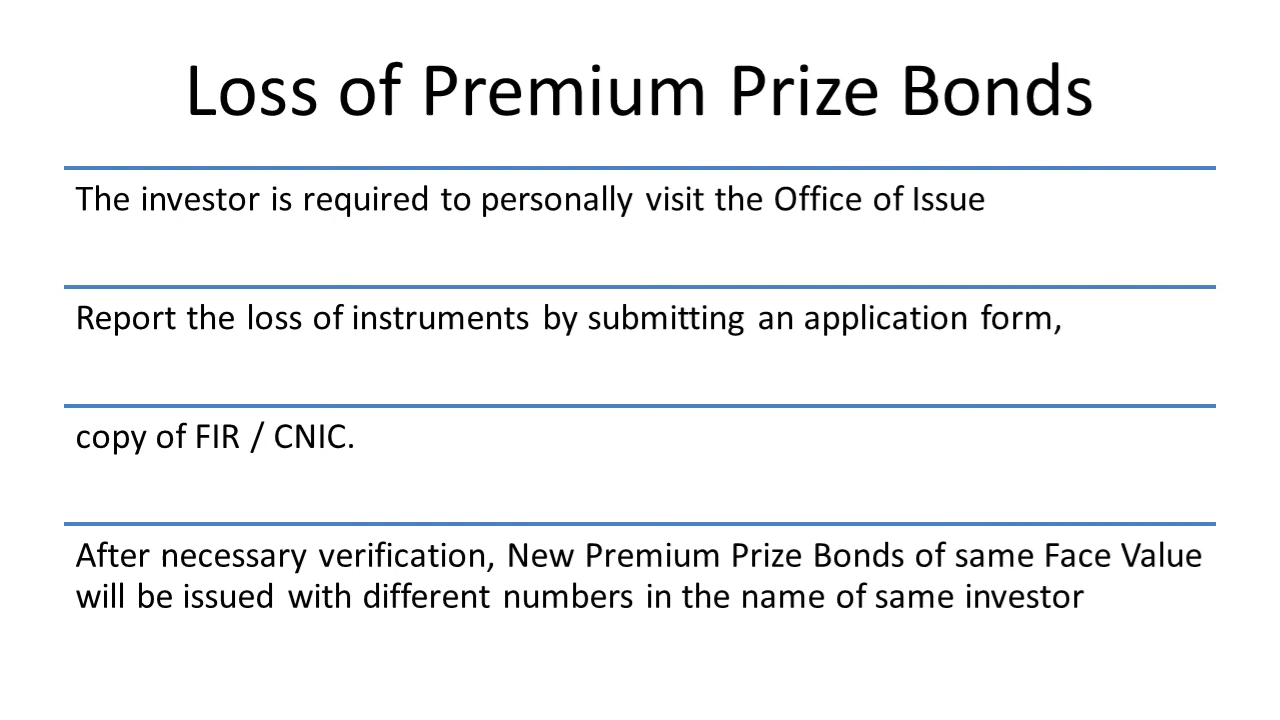 Loss of Premium Prize Bonds
The investor is required to personally visit the Office of Issue
Report the loss of instruments by submitting an application form,
copy of FIR / CNIC.
After necessary verification, New Premium Prize Bonds of same Face Value
will be issued with different numbers in the name of same investor